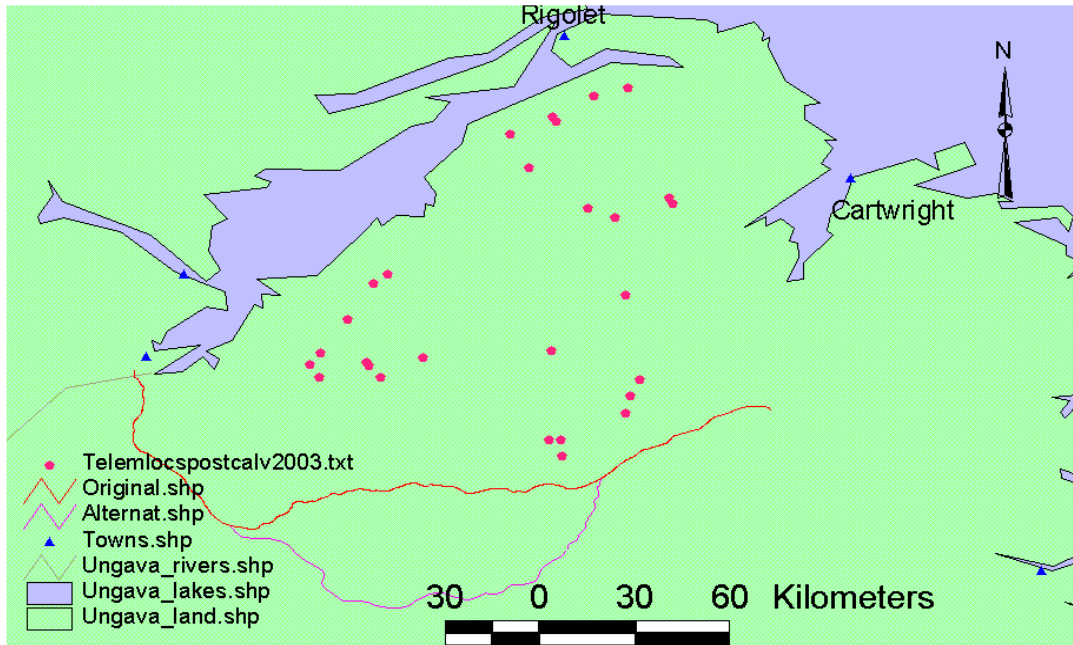 Rigolet
N
Cartwright
Telemlocspostcalv2003.txt
Original.shp
Alternat.shp
Towns.shp
Ungava_rivers.shp
Ungava_lakes.shp
Ungava_land.shp
30 0 30 60 Kilometers